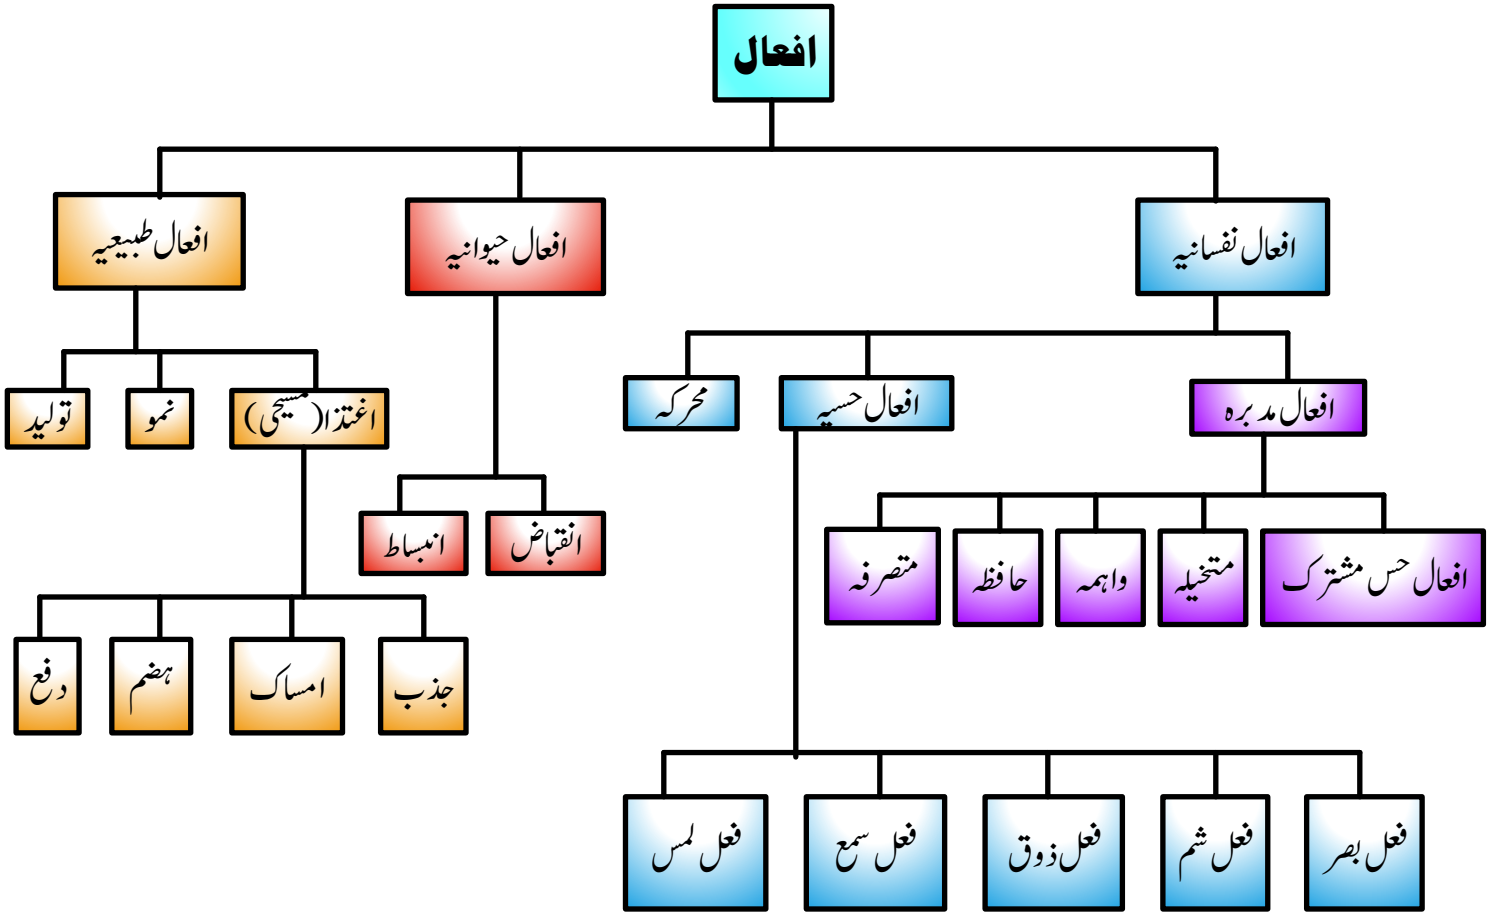 افعال
افعال نفسانیہ
افعال حیوانیہ
افعال طبیعیہ
افعال مدبرہ
افعال حسیہ
محرکہ
اغتذا(مسیحی)
نمو
تولید
افعال حس مشترک
متخیلہ
واہمہ
حافظہ
متصرفہ
انقباض
انبساط
جذب
امساک
ہضم
دفع
فعل بصر
فعل شم
فعل ذوق
فعل سمع
فعل لمس